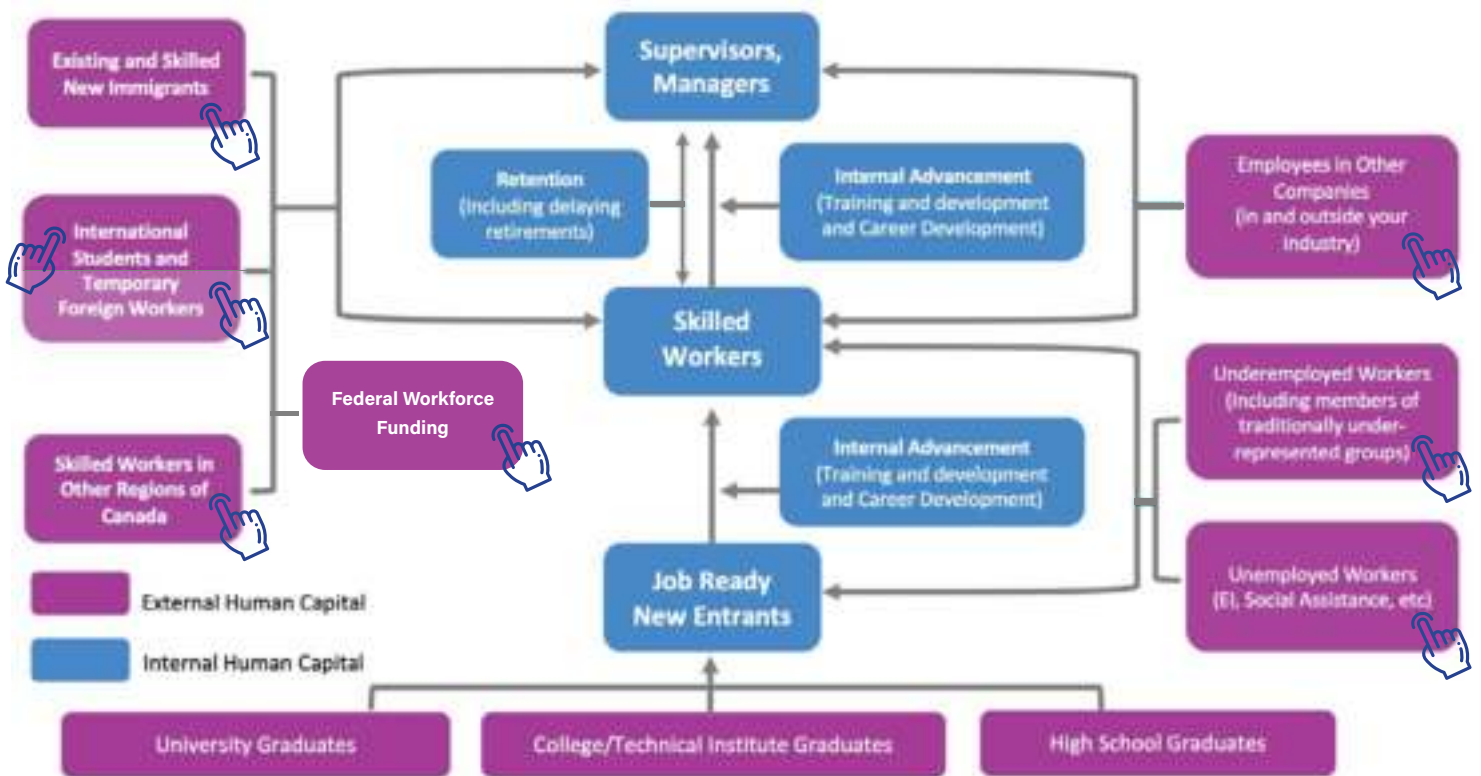 Existing and Skilled
New Immigrants
International
Students and
Temporary
Foreign Workers
Skilled Workers in
Other Regions of
Canada
Federal Workforce
Funding
Supervisors,
Managers
Retention
(Including delaying
retirements)
Internal Advancement
(Training and development
and Career Development)
Skilled
Workers
Internal Advancement
(Training and development
and Career Development)
Job Ready
New Entrants
Employees in Other
Companies
(in and outside your
industry)
Underemployed Workers
(Including members of
traditionally under-
represented groups)
Unemployed Workers
(EI, Social Assistance, etc)
External Human Capital
Internal Human Capital
University Graduates
College/Technical Institute Graduates
High School Graduates